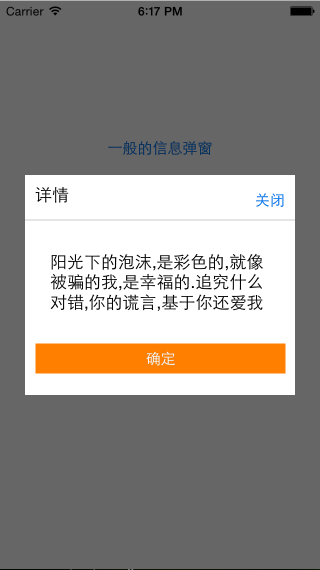 Carrier 6:17 PM
一般的信息弹窗
详情
关闭
阳光下的泡沫,是彩色的,就像
被骗的我,是幸福的.追究什么
对错,你的谎言,基于你还爱我
确定